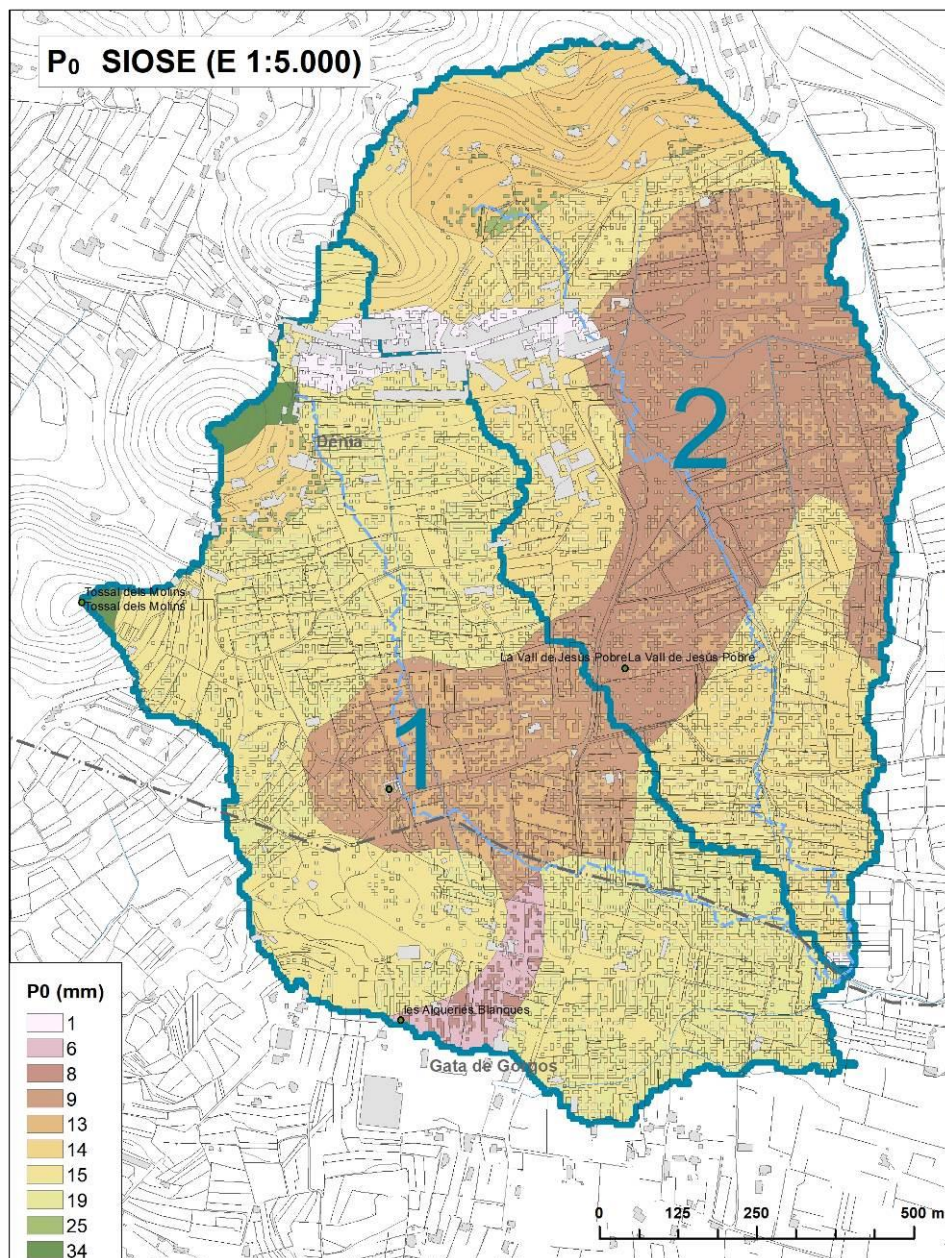 P0 SIOSE (E 1:5.000)
Dénia
2
Tossal dels Molins
Tossal dels Molins
La Vall de Jesús Pobre La Vall de Jesús Pobre
1
les Alqueries Blanques
Gata de Gorgos
P0 (mm)
1
6
8
9
13
14
15
19
25
34
0 125 250 500 m